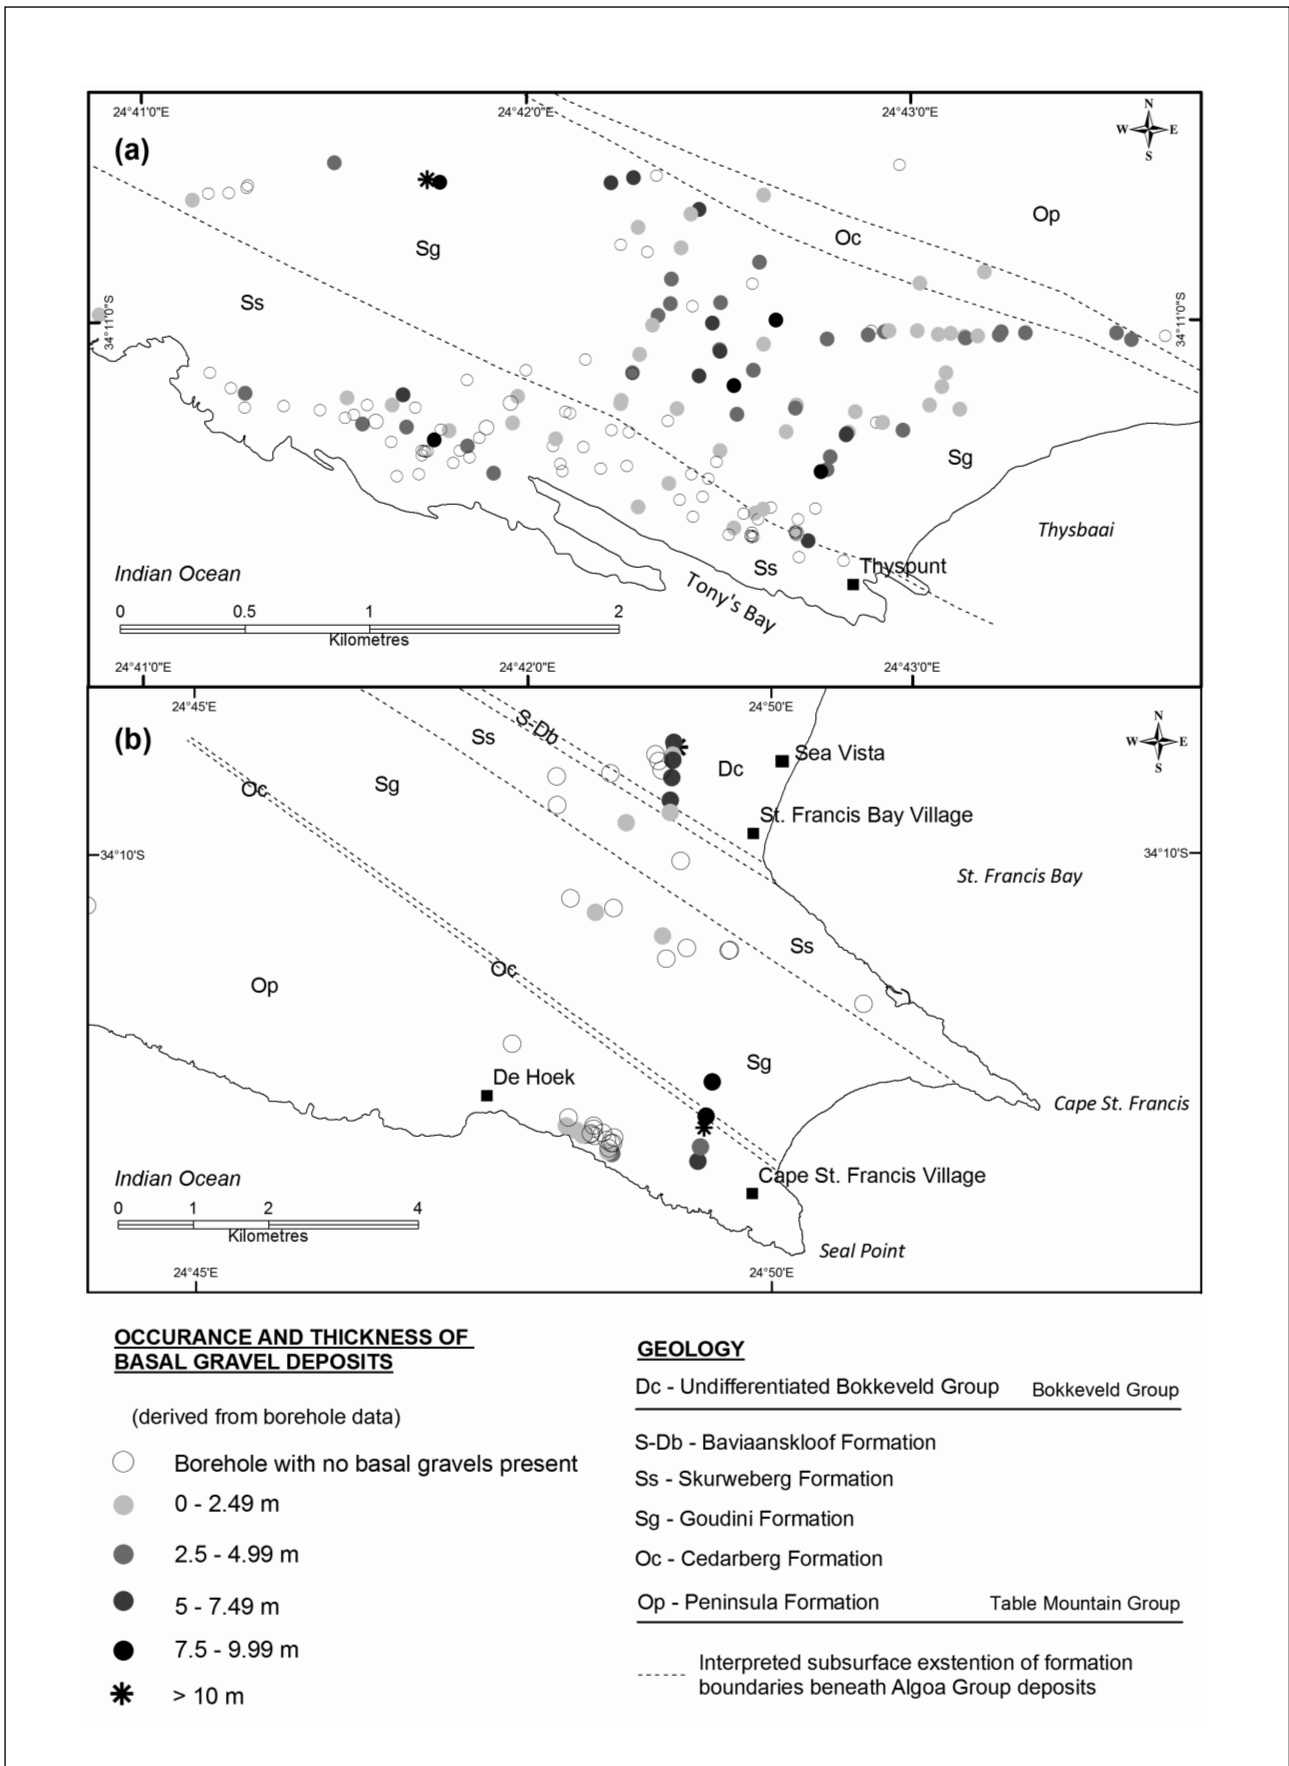 24°41'0"E
24°42'0"E
24°43'0"E
(a)
N
W E
S
Op
Oc
Sg
Ss
34°11'0"S
34°11'0"S
Sg
Thysbaai
Indian Ocean
Ss
Thyspunt
Tony's Bay
0 0.5 1 2
Kilometres
24°41'0"E
24°42'0"E
24°43'0"E
24°45'E
24°50'E
(b)
S-Db
N
W E
S
Ss
Sea Vista
Dc
Sg
Oc
St. Francis Bay Village
34°10'S
34°10'S
St. Francis Bay
Ss
Oc
Op
Sg
De Hoek
Cape St. Francis
Indian Ocean
Cape St. Francis Village
0 1 2 4
Kilometres
Seal Point
24°45'E
24°50'E
OCCURANCE AND THICKNESS OF
BASAL GRAVEL DEPOSITS
(derived from borehole data)
Borehole with no basal gravels present
0 - 2.49 m
2.5 - 4.99 m
5 - 7.49 m
7.5 - 9.99 m
> 10 m
GEOLOGY
Dc - Undifferentiated Bokkeveld Group Bokkeveld Group
S-Db - Baviaanskloof Formation
Ss - Skurweberg Formation
Sg - Goudini Formation
Oc - Cedarberg Formation
Op - Peninsula Formation Table Mountain Group
Interpreted subsurface exstention of formation
boundaries beneath Algoa Group deposits